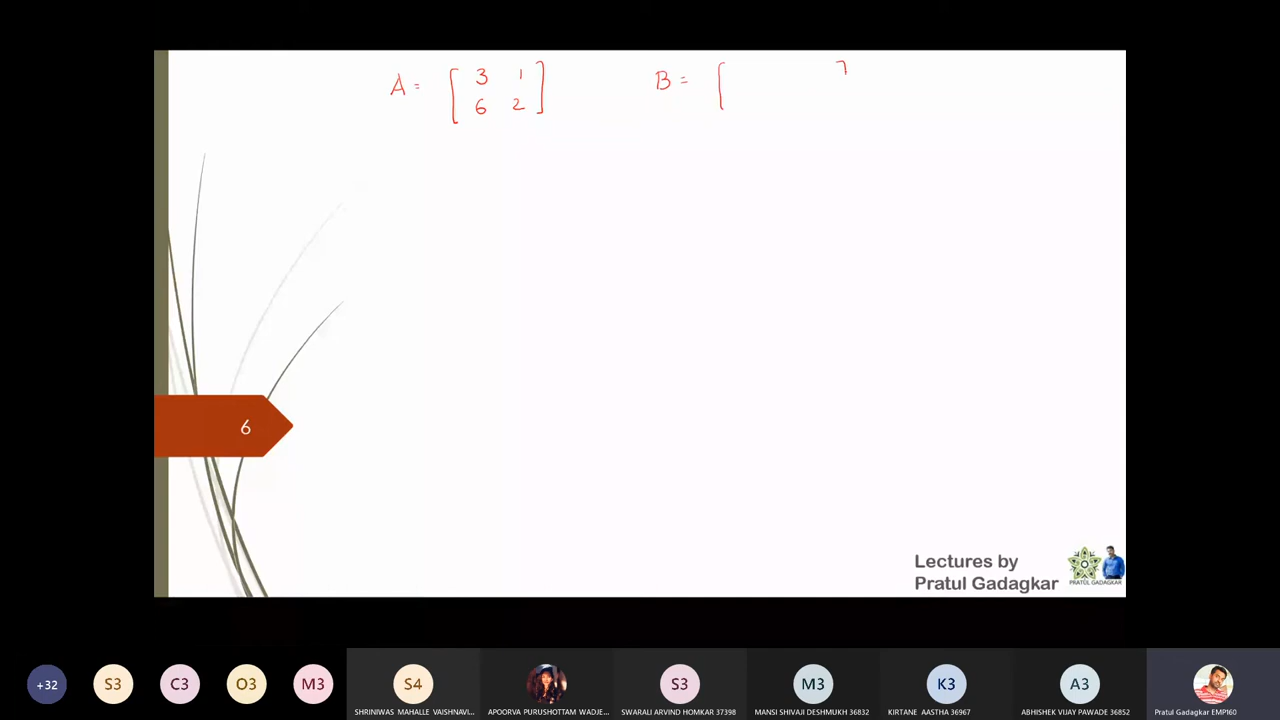 A = [ 3 1 B = [
6 2 ]
6
Lectures by
Pratul Gadagkar
PRATUL GADAGKAR
+32 S3 C3 O3 M3 S4 S3 M3 K3 A3
SHRINIWAS MAHALLE VAISHNAVI... APOORVA PURUSHOTTAM WADJE... SWARALI ARVIND HOMKAR 37398 MANSI SHIVAJI DESHMUKH 36832 KIRTANE AASTHA 36967 ABHISHEK VIJAY PAWADE 36852 Pratul Gadagkar EMP160